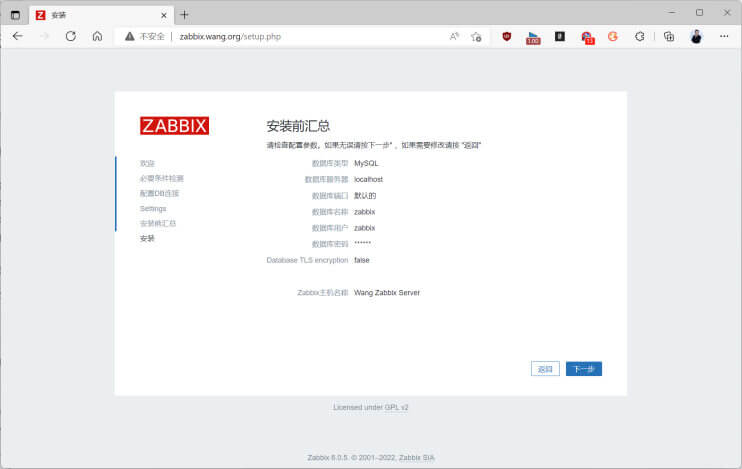 安装
不安全 | zabbix.wang.org/setup.php
1.00
13
ZABBIX
安装前汇总
请检查配置参数。如果无误请按下一步"，如果需要修改请按 "返回"
欢迎
必要条件检测
配置DB连接
Settings
安装前汇总
安装
数据库类型 MySQL
数据库服务器 localhost
数据库端口 默认的
数据库名称 zabbix
数据库用户 zabbix
数据库密码 ******
Database TLS encryption false
Zabbix主机名称 Wang Zabbix Server
返回 下一步
Licensed under GPL v2
Zabbix 6.0.5. © 2001–2022, Zabbix SIA